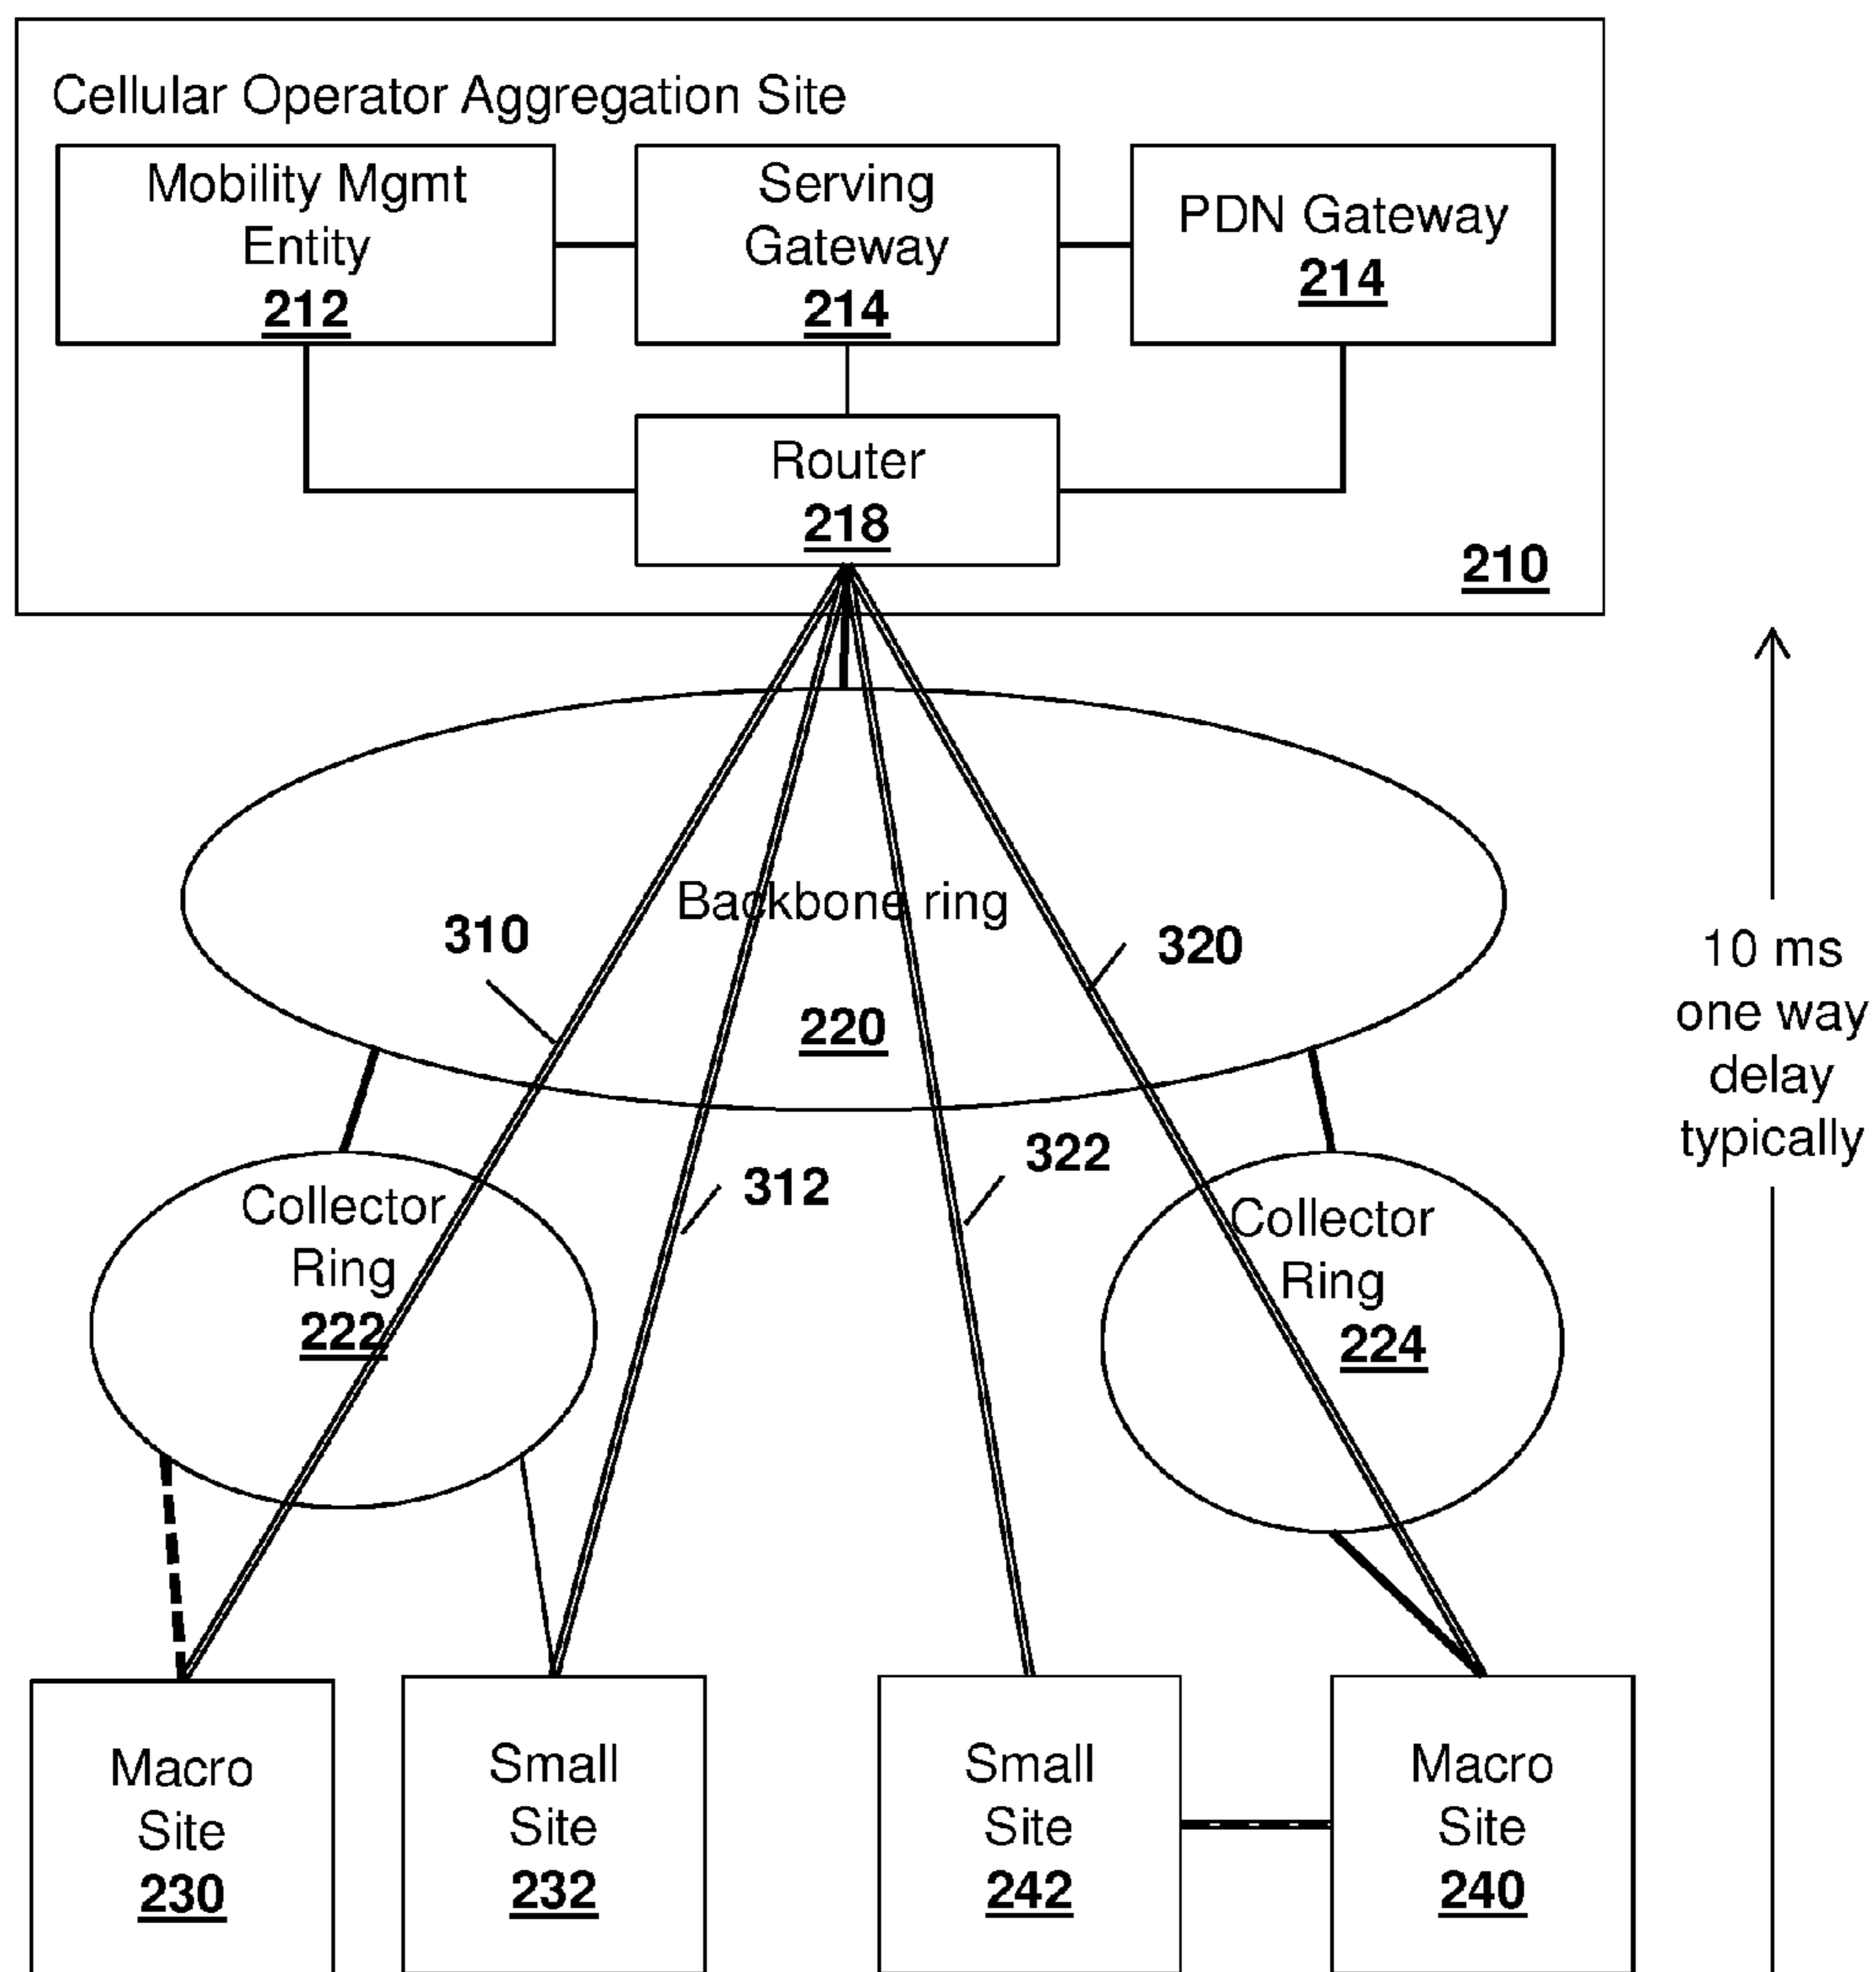 Cellular Operator Aggregation Site
Mobility Mgmt
Entity
212
Serving
Gateway
214
PDN Gateway
214
Router
218
210
Backbone ring
310
320
220
10 ms
one way
delay
typically
312
322
Collector
Ring
222
Collector
Ring
224
Macro
Site
230
Small
Site
232
Small
Site
242
Macro
Site
240